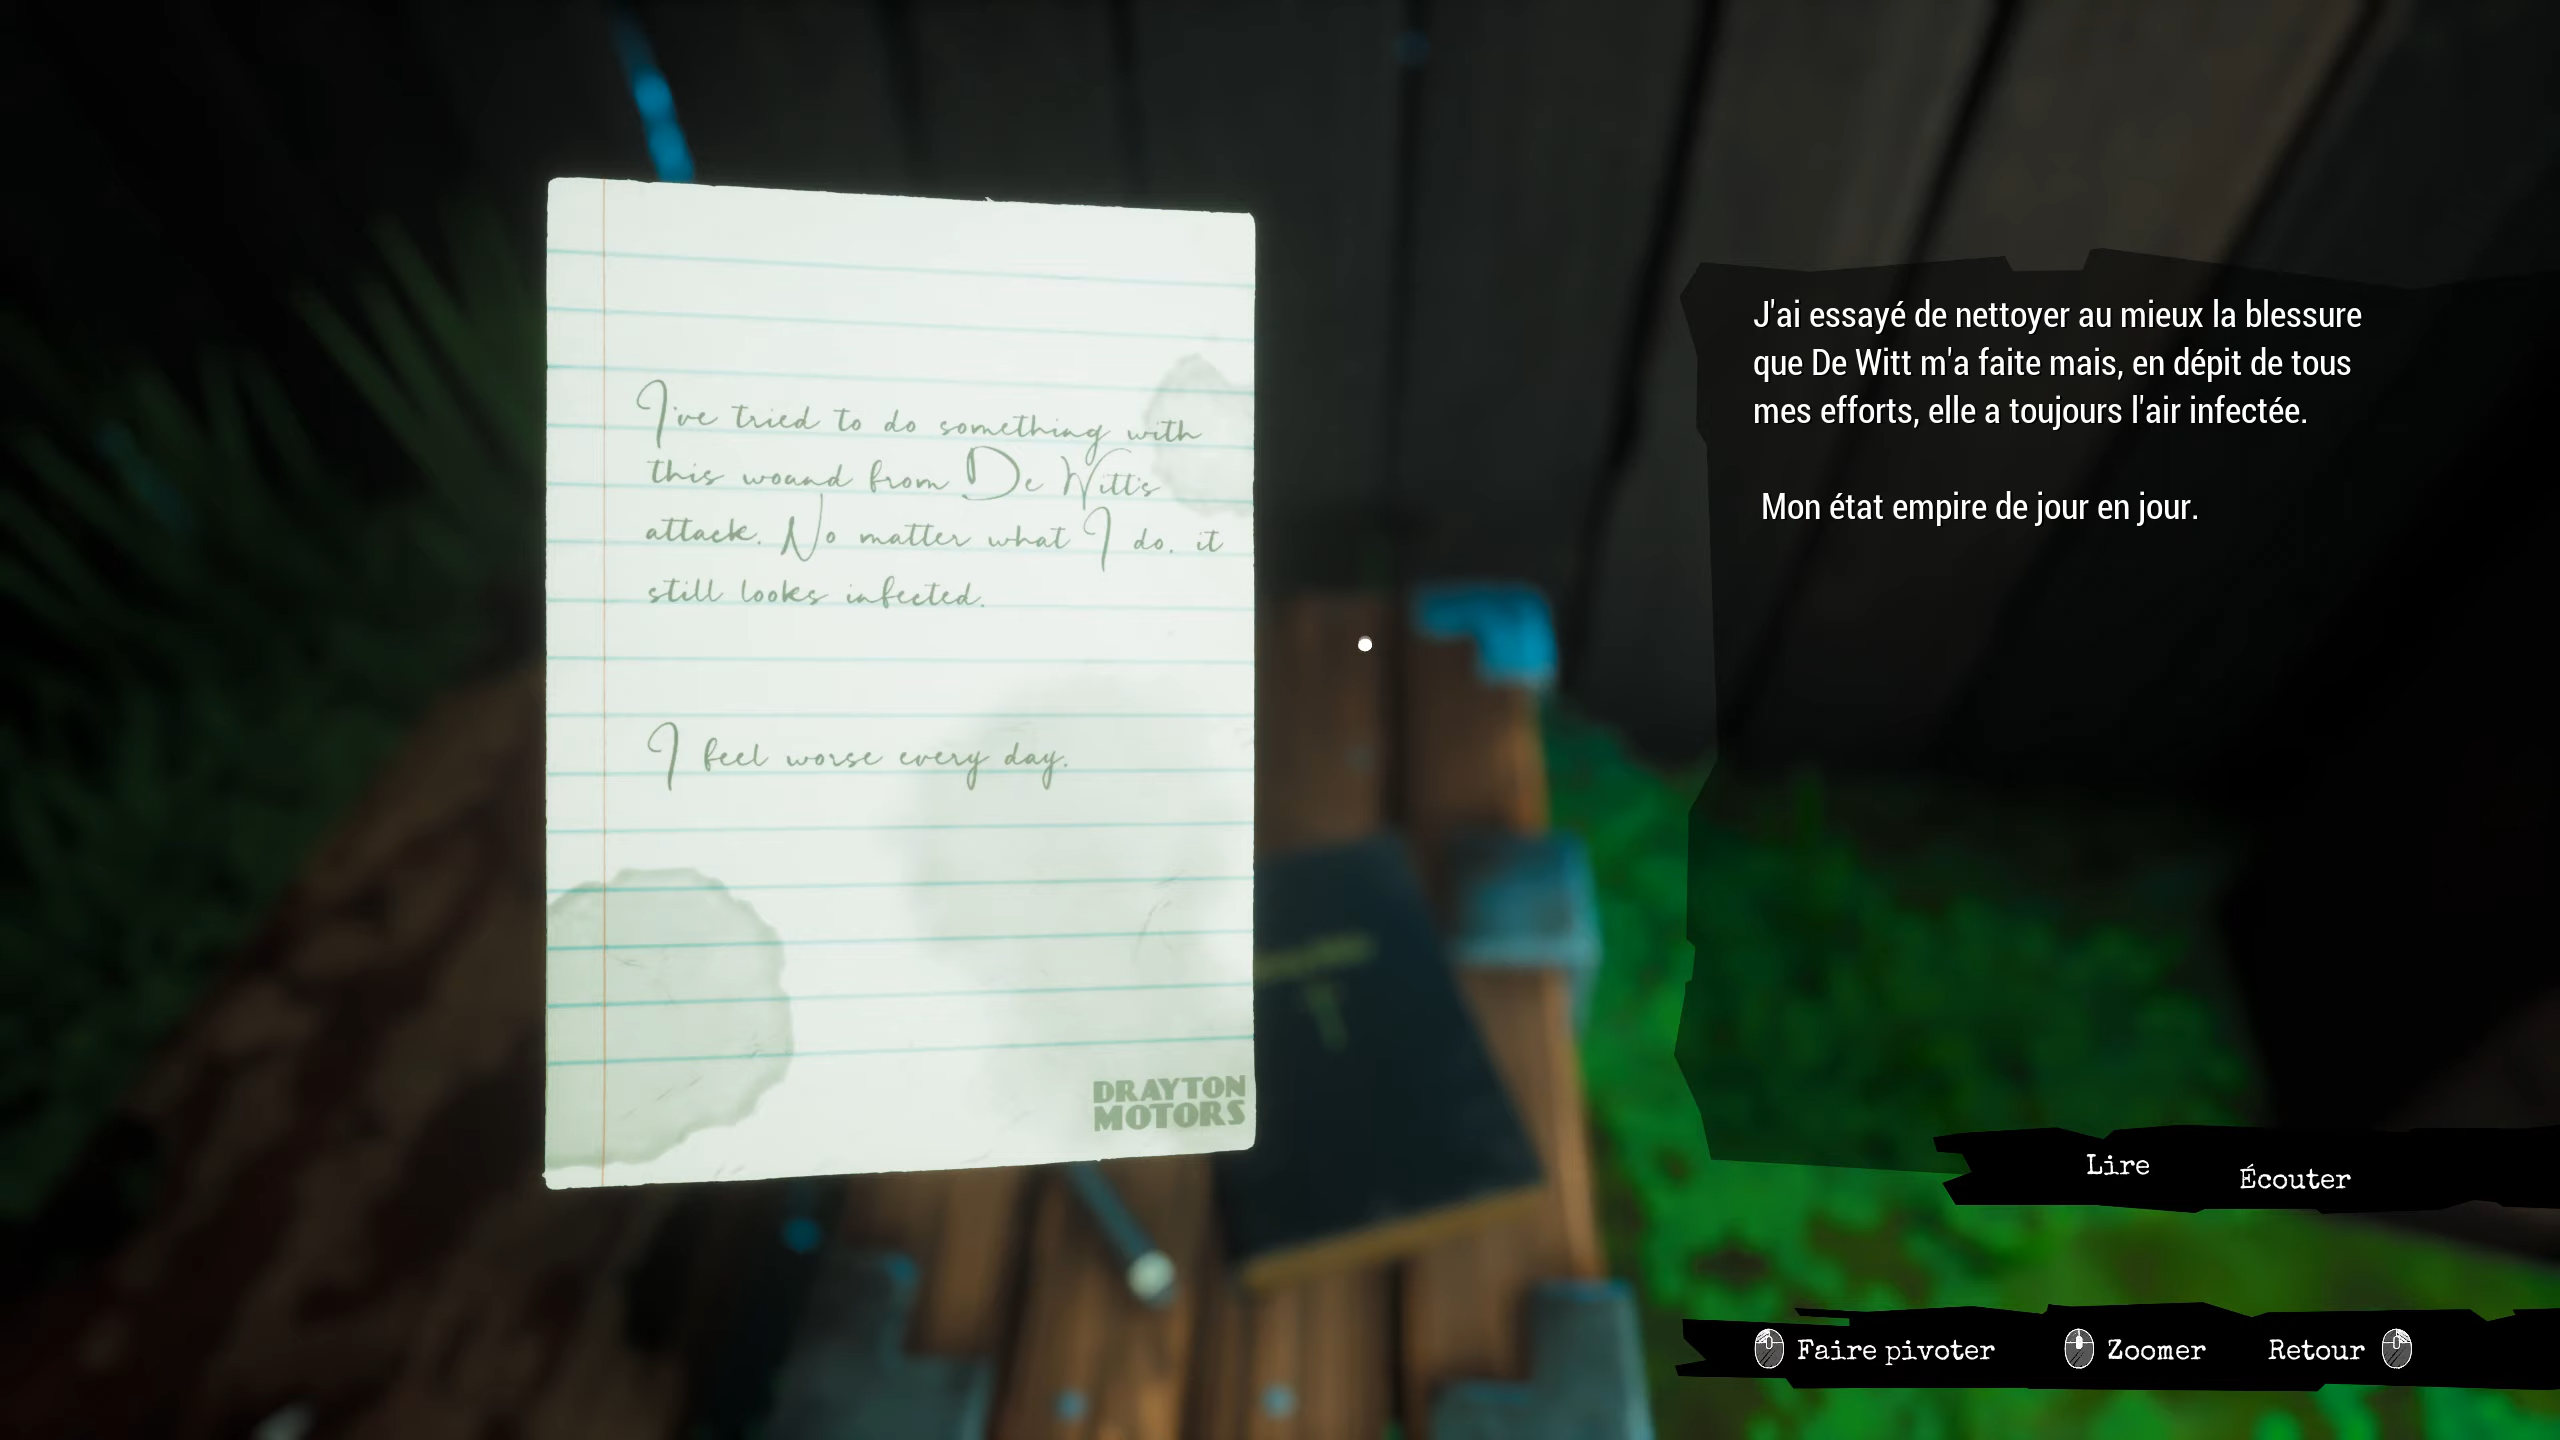 I've tried to do something with
this wound from De Witt's
attack. No matter what I do, it
still looks infected.
I feel worse every day.
DRAYTON
MOTORS
J'ai essayé de nettoyer au mieux la blessure
que De Witt m'a faite mais, en dépit de tous
mes efforts, elle a toujours l'air infectée.
Mon état empire de jour en jour.
Lire
Écouter
Faire pivoter
Zoomer
Retour